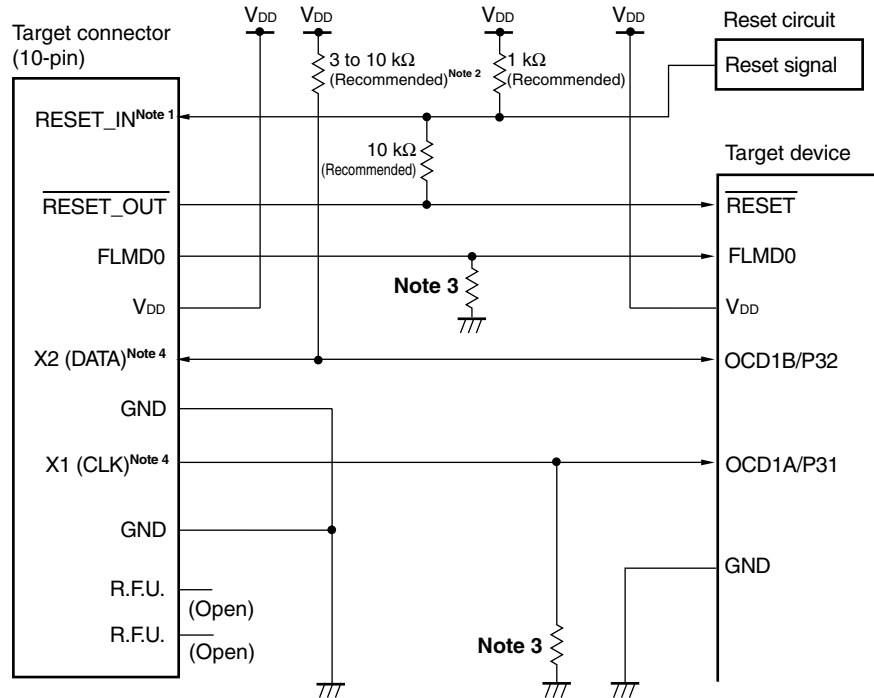 Target connector
(10-pin)
VDD
VDD
VDD
VDD
Reset circuit
Reset signal
3 to 10 kΩ
(Recommended)Note 2
1 kΩ
(Recommended)
RESET_INNote 1
10 kΩ
(Recommended)
Target device
RESET_OUT
RESET
FLMD0
FLMD0
Note 3
VDD
VDD
X2 (DATA)Note 4
OCD1B/P32
GND
X1 (CLK)Note 4
OCD1A/P31
GND
GND
R.F.U.
(Open)
R.F.U.
(Open)
Note 3